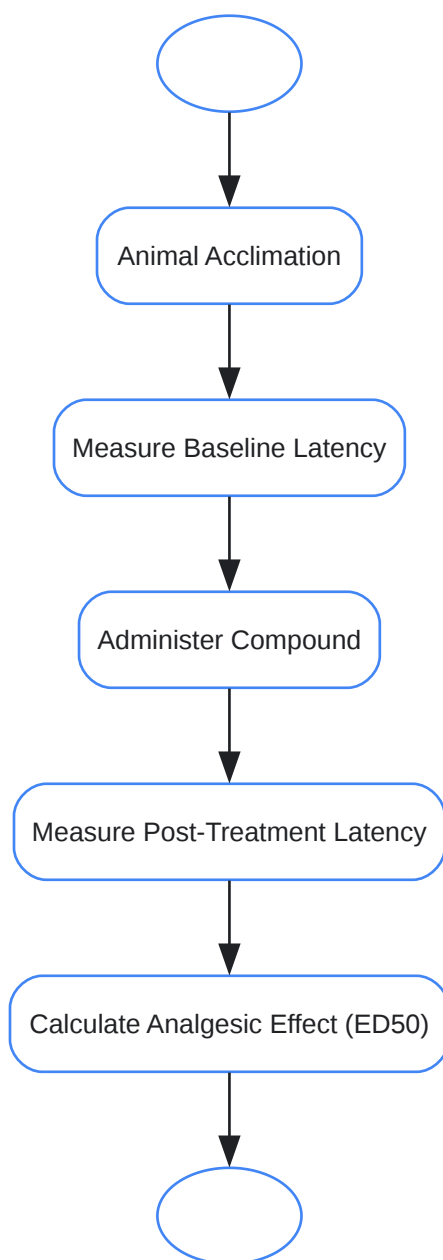 Animal Acclimation
Measure Baseline Latency
Administer Compound
Measure Post-Treatment Latency
Calculate Analgesic Effect (ED50)